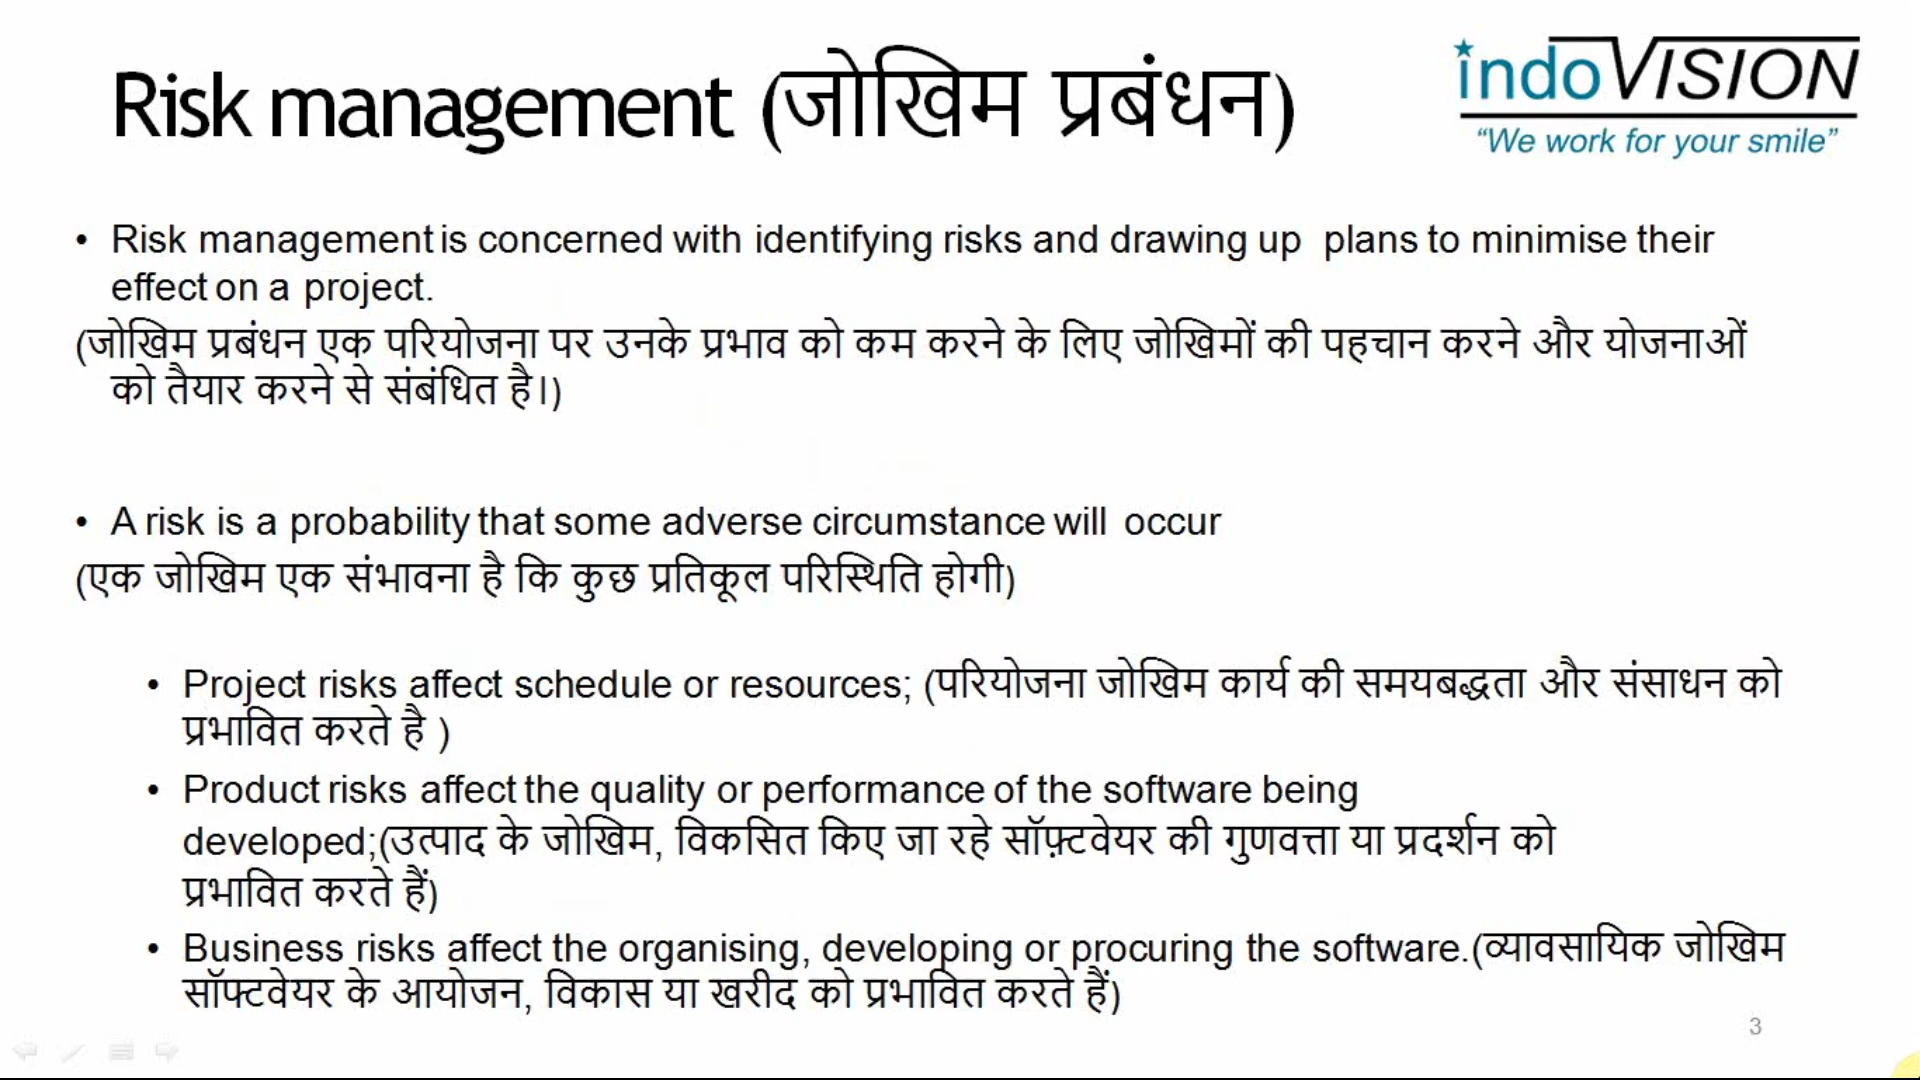 Risk management (जोखिम प्रबंधन)
indoVISION
“We work for your smile”
• Risk management is concerned with identifying risks and drawing up plans to minimise their
effect on a project.
(जोखिम प्रबंधन एक परियोजना पर उनके प्रभाव को कम करने के लिए जोखिमों की पहचान करने और योजनाओं
को तैयार करने से संबंधित है।)
• A risk is a probability that some adverse circumstance will occur
(एक जोखिम एक संभावना है कि कुछ प्रतिकूल परिस्थिति होगी)
• Project risks affect schedule or resources; (परियोजना जोखिम कार्य की समयबद्धता और संसाधन को
प्रभावित करते है )
• Product risks affect the quality or performance of the software being
developed;(उत्पाद के जोखिम, विकसित किए जा रहे सॉफ़्टवेयर की गुणवत्ता या प्रदर्शन को
प्रभावित करते हैं)
• Business risks affect the organising, developing or procuring the software.(व्यावसायिक जोखिम
सॉफ्टवेयर के आयोजन, विकास या खरीद को प्रभावित करते हैं)
3